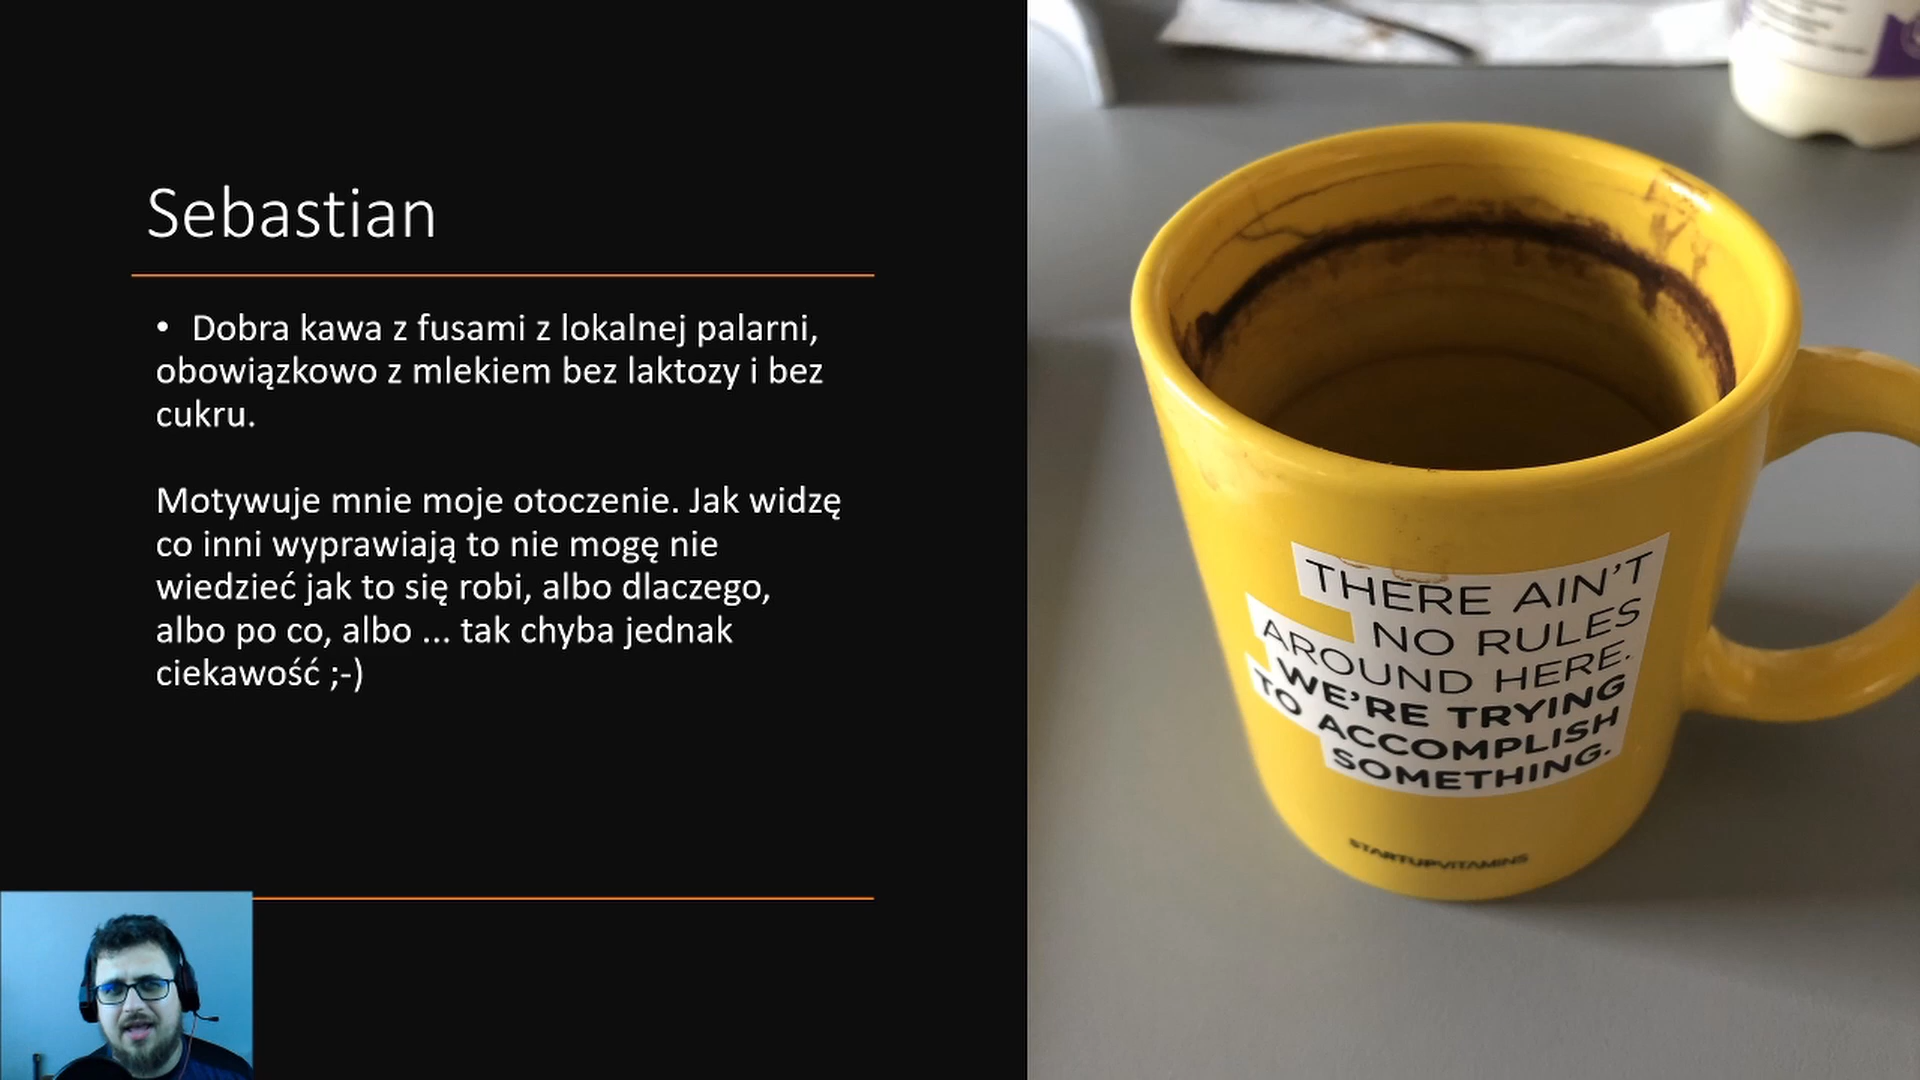 Sebastian
• Dobra kawa z fusami z lokalnej palarni,
obowiązkowo z mlekiem bez laktozy i bez
cukru.
Motywuje mnie moje otoczenie. Jak widzę
co inni wyprawiają to nie mogę nie
wiedzieć jak to się robi, albo dlaczego,
albo po co, albo ... tak chyba jednak
ciekawość ;-)
THERE AIN'T
NO RULES
AROUND HERE.
WE'RE TRYING
TO ACCOMPLISH
SOMETHING.
STARTUPVITAMINS